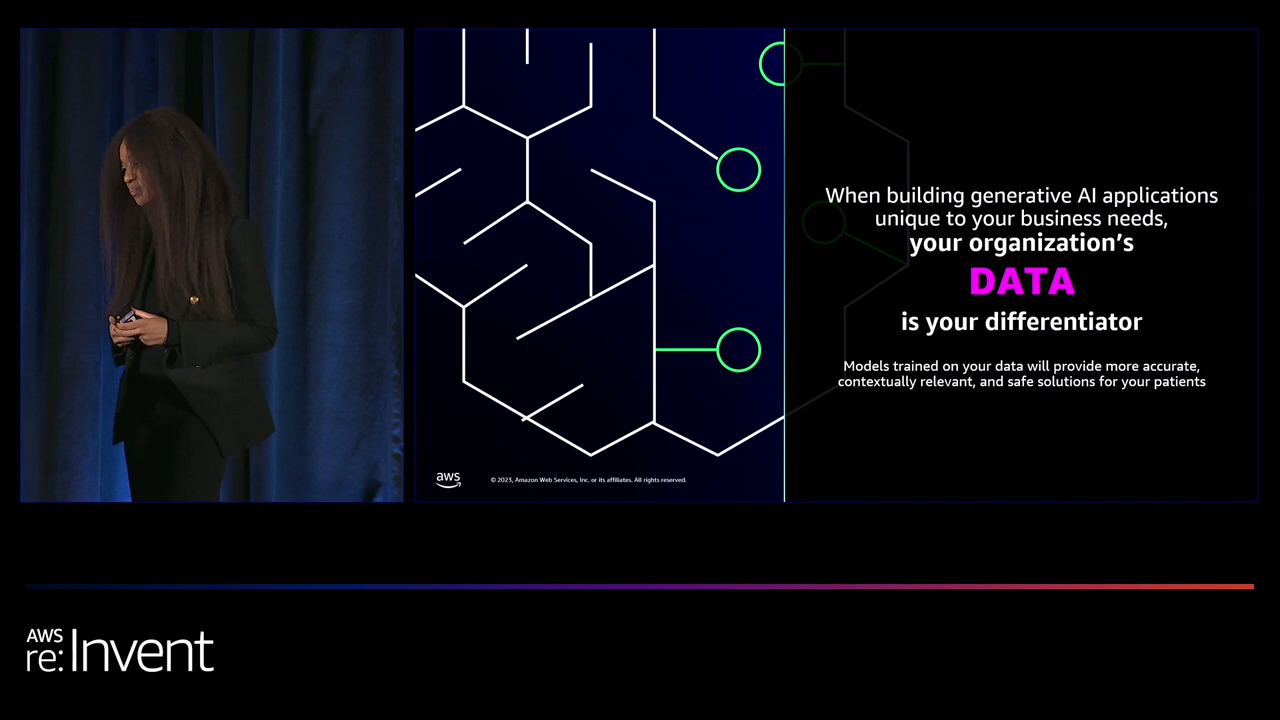 When building generative AI applications
unique to your business needs,
your organization's
DATA
is your differentiator
Models trained on your data will provide more accurate,
contextually relevant, and safe solutions for your patients
aws
© 2023, Amazon Web Services, Inc. or its affiliates. All rights reserved.
AWS
re:Invent